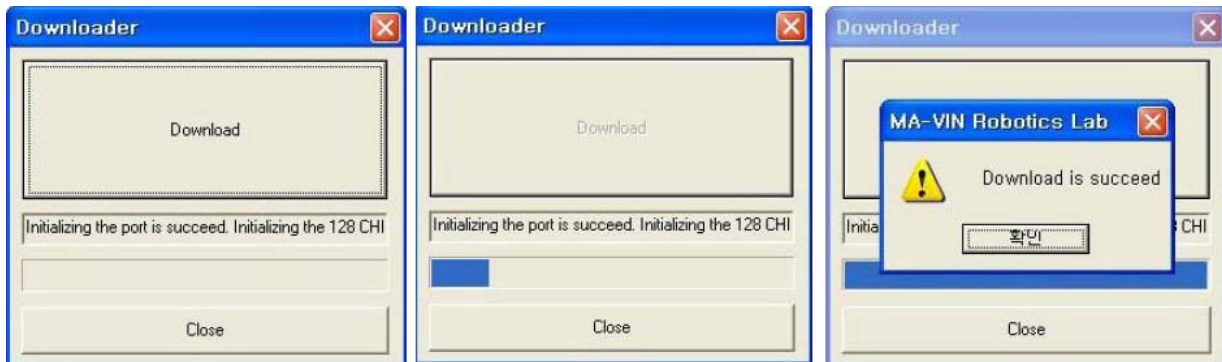 Downloader
Download
Initializing the port is succeed. Initializing the 128 CHI
Close
Downloader
Download
Initializing the port is succeed. Initializing the 128 CHI
Close
Downloader
MA-VIN Robotics Lab
Download is succeed
확인
Initia
CHI
Close